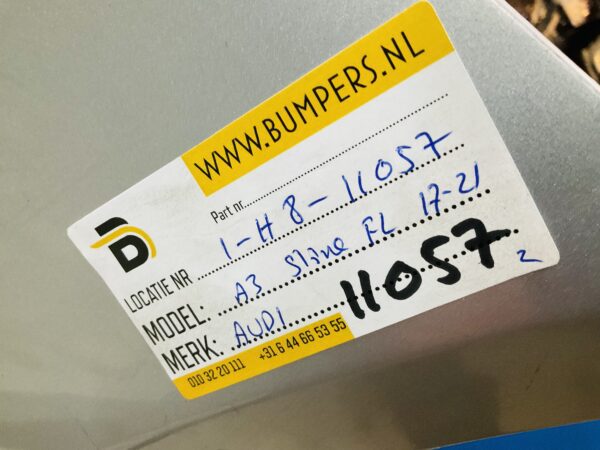 WWW.BUMPERS.NL
Part nr
LOCATIE NR 1-H8-11057
MODEL: A3 Sline FL 17-21
MERK: AUDI 11057 2
010 32 20 111 +31 6 44 66 53 55